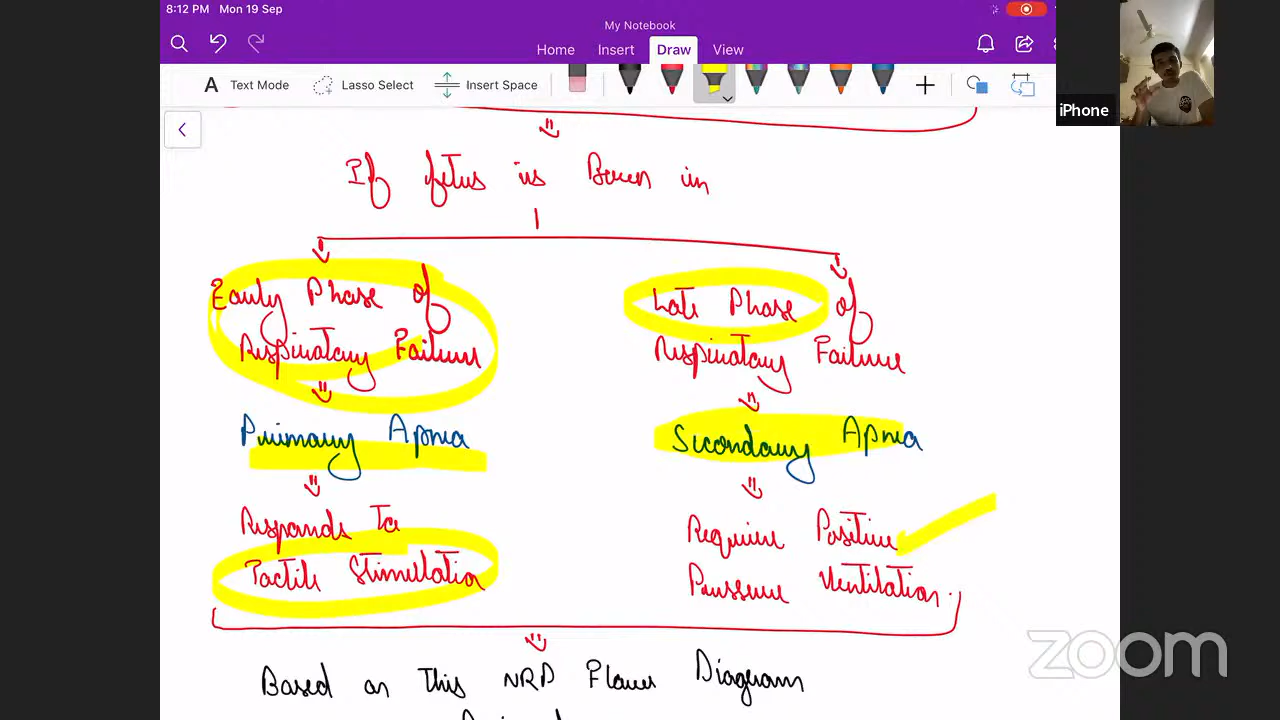 8:12 PM Mon 19 Sep
My Notebook
Home Insert Draw View
A Text Mode Lasso Select Insert Space
iPhone
If fetus is Born in
Early Phase of
Respiratory Failure
Late Phase of
Respiratory Failure
Primary Apnea
Secondary Apnea
Responds To
Tactile Stimulation
Require Positive
Pressure Ventilation.
Based on This NRP Flow Diagram
zoom